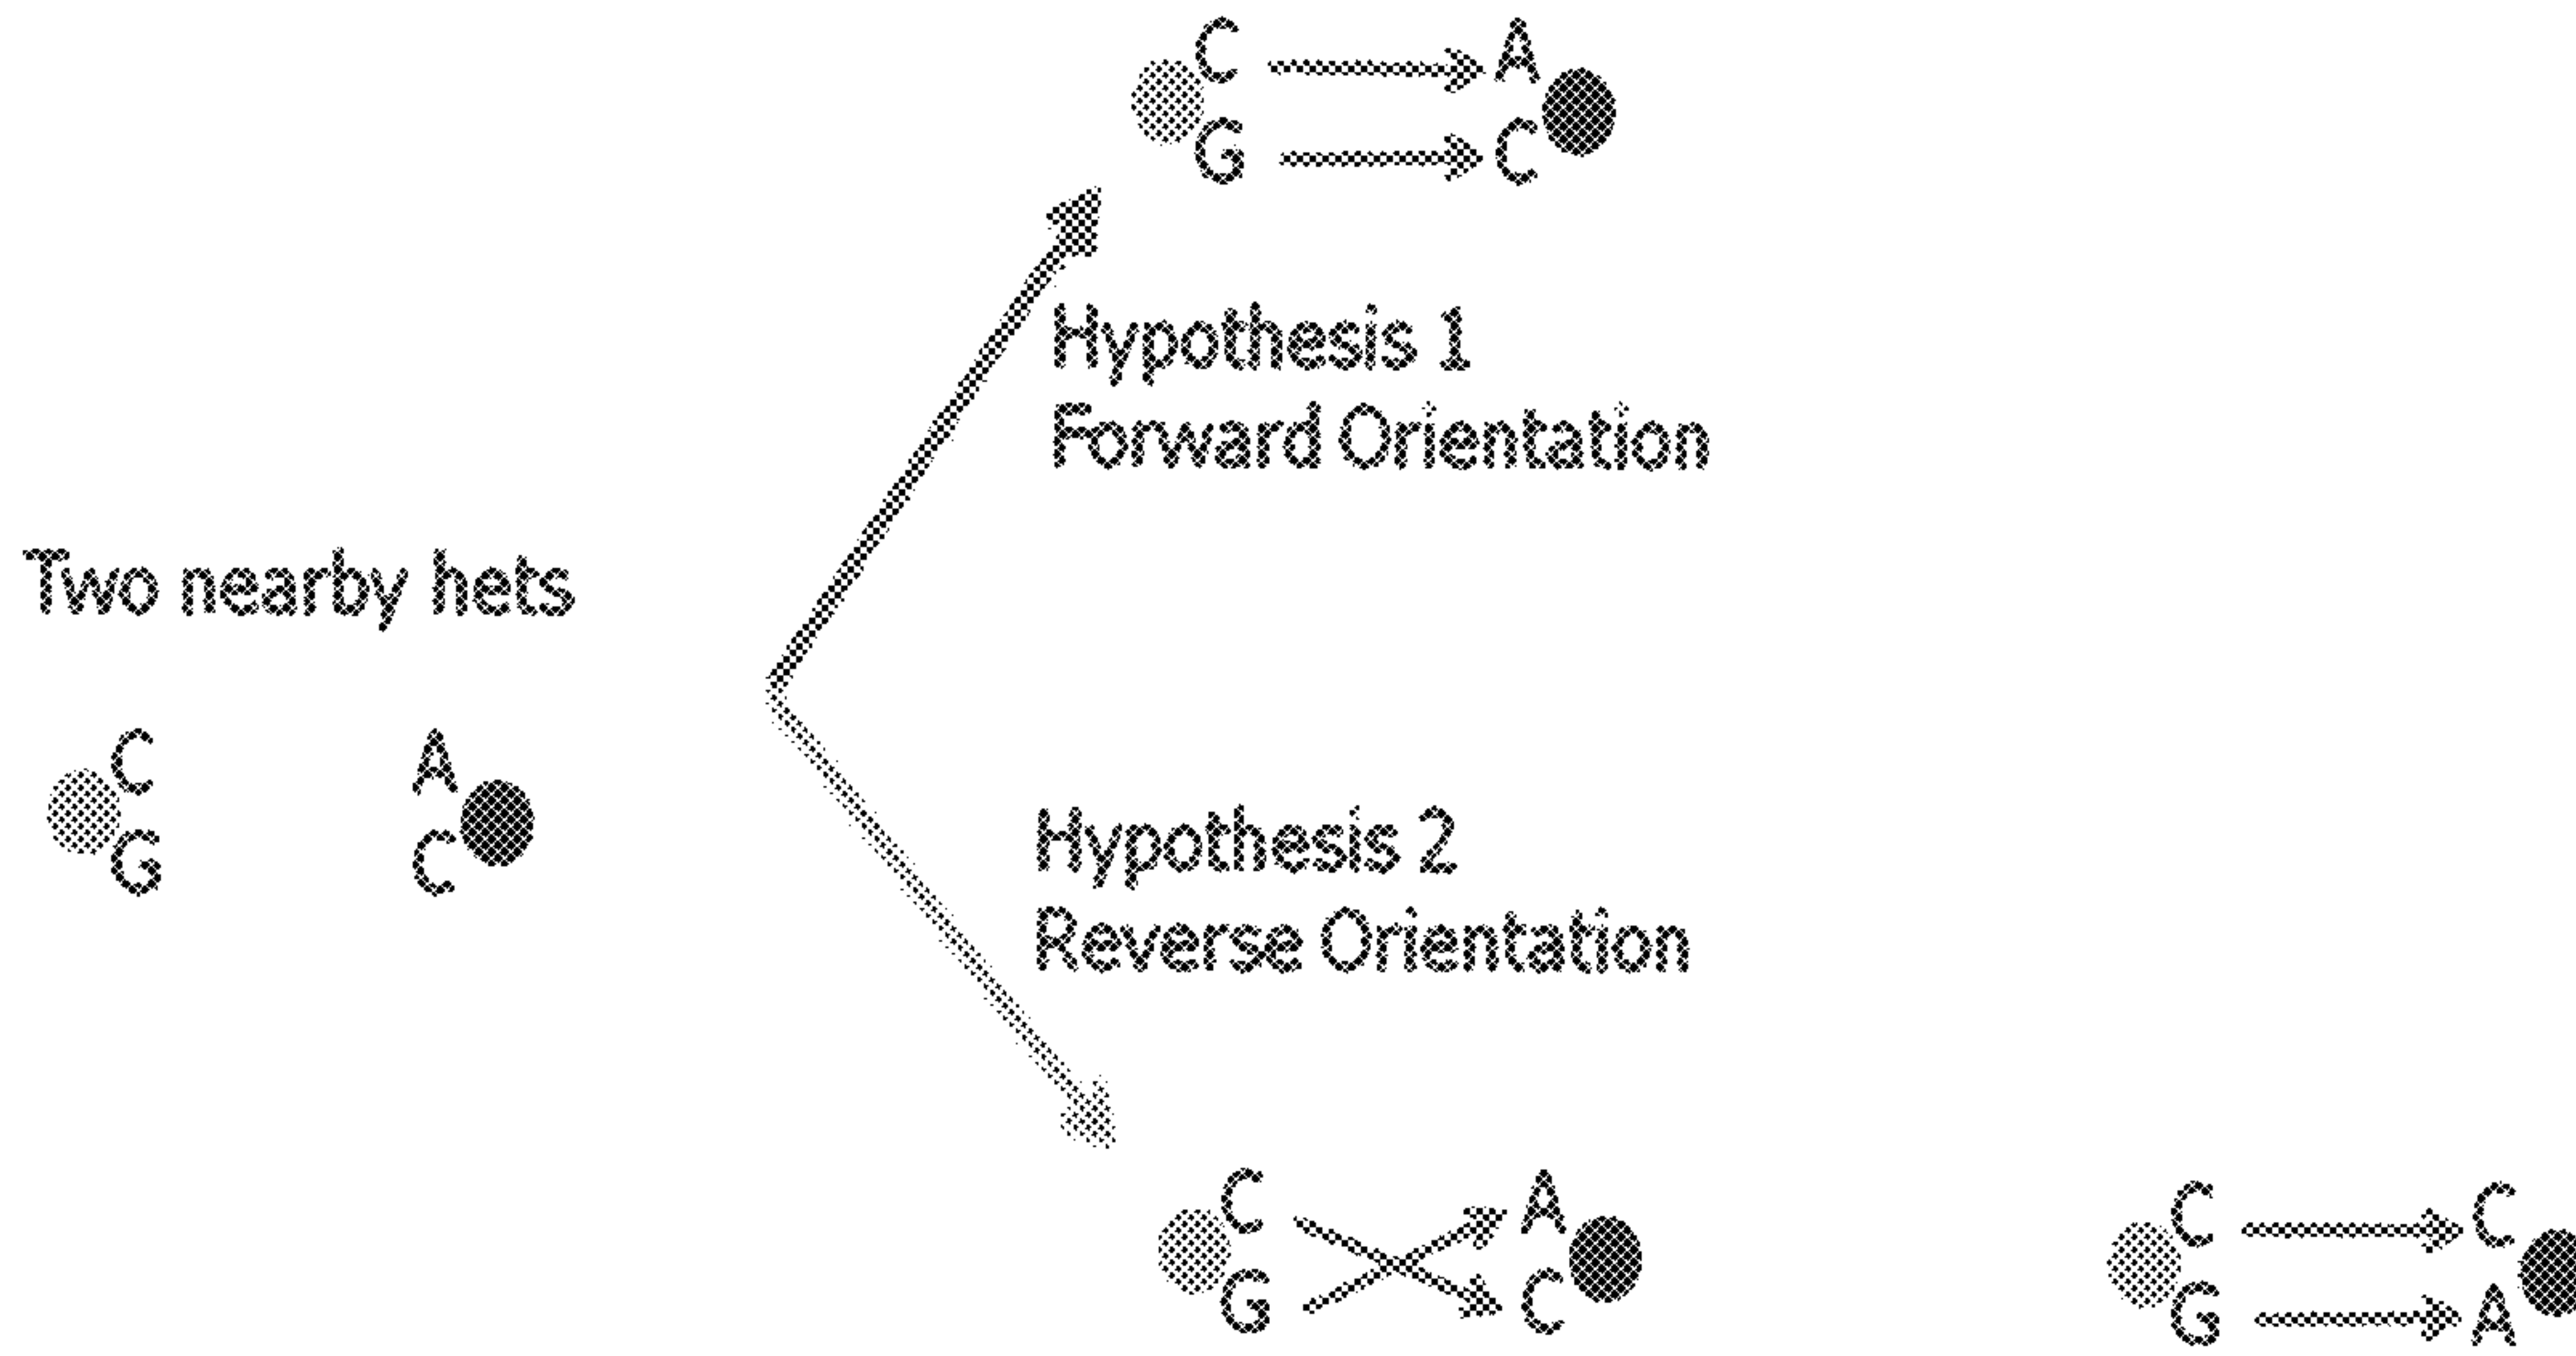 C A
G C
Hypothesis 1
Forward Orientation
Two nearby hets
C A
G C
Hypothesis 2
Reverse Orientation
C A C C
G C G A